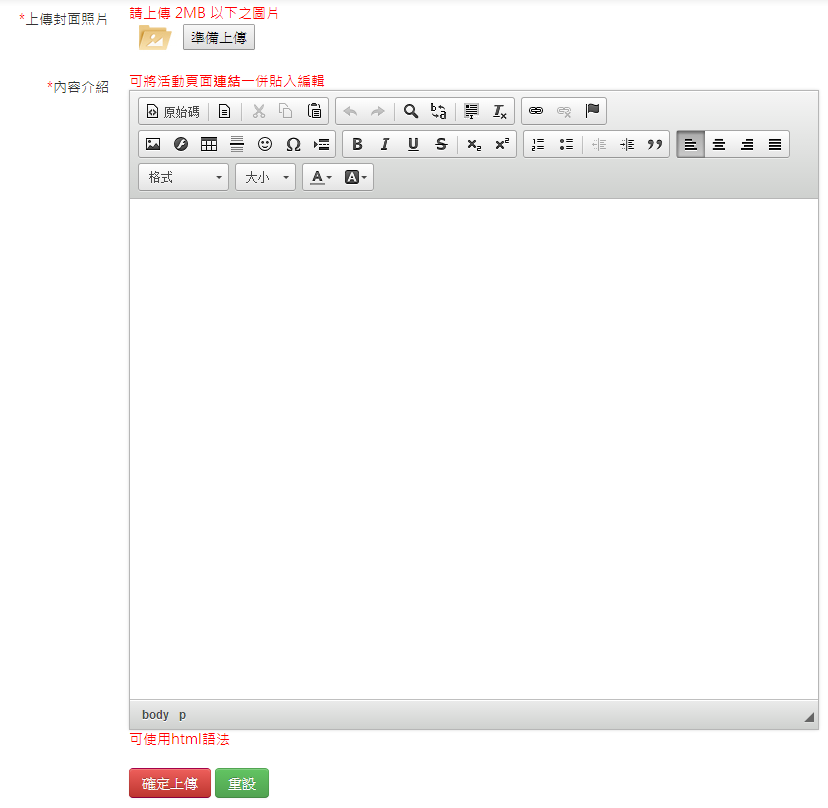 請上傳 2MB 以下之圖片
*上傳封面照片
準備上傳
可將活動頁面連結一併貼入編輯
*內容介紹
原始碼
B I U S x₂ x²
格式 大小 A A
body p
可使用html語法
確定上傳 重設